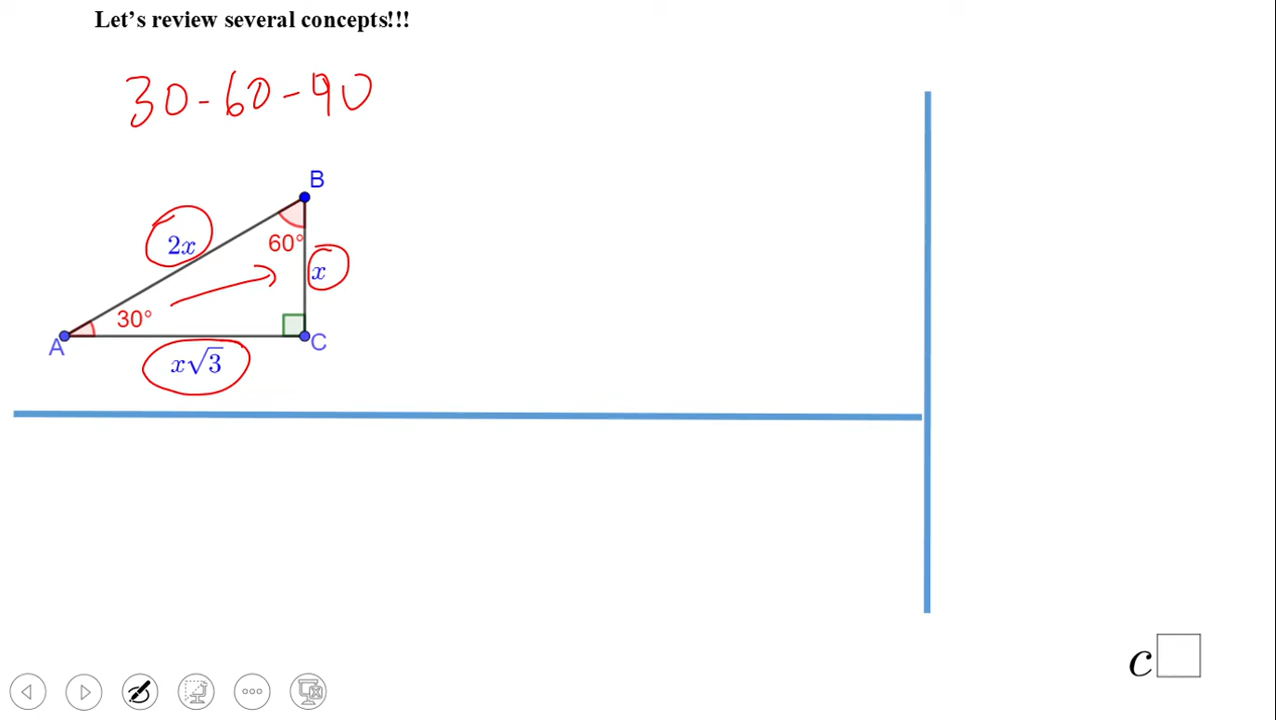 Let’s review several concepts!!!
30-60-90
B
2x
60°
x
30°
A
C
x√3
c